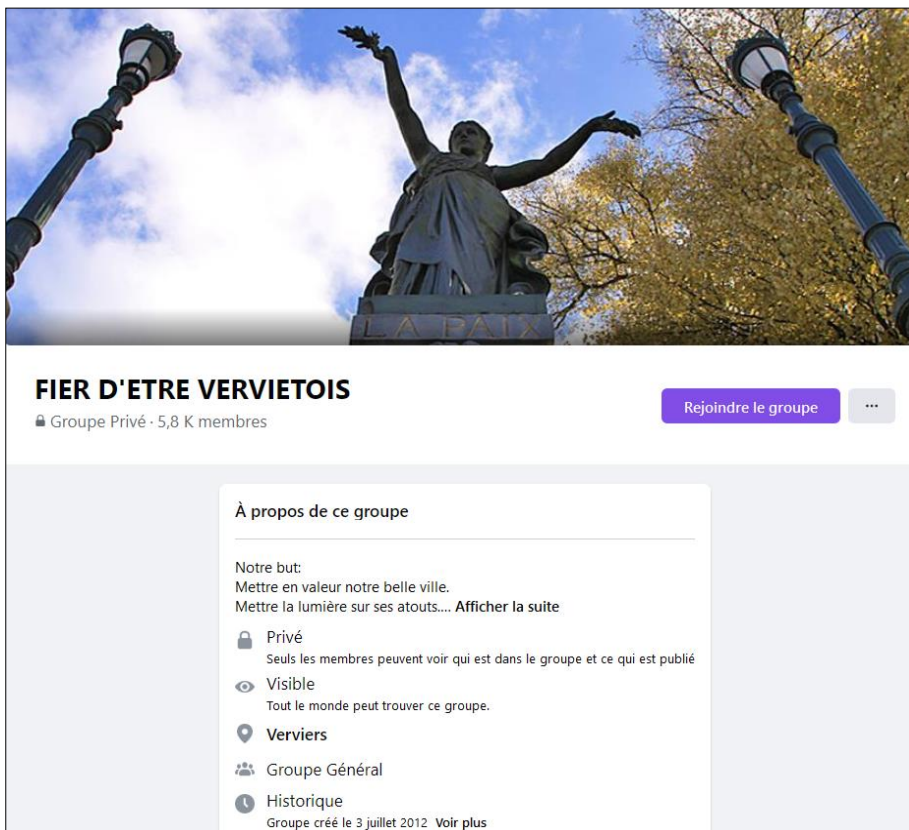 LA PAIX
FIER D'ETRE VERVIETOIS
Groupe Privé · 5,8 K membres
Rejoindre le groupe
...
À propos de ce groupe
Notre but:
Mettre en valeur notre belle ville.
Mettre la lumière sur ses atouts.... Afficher la suite
Privé
Seuls les membres peuvent voir qui est dans le groupe et ce qui est publié
Visible
Tout le monde peut trouver ce groupe.
Verviers
Groupe Général
Historique
Groupe créé le 3 juillet 2012 Voir plus